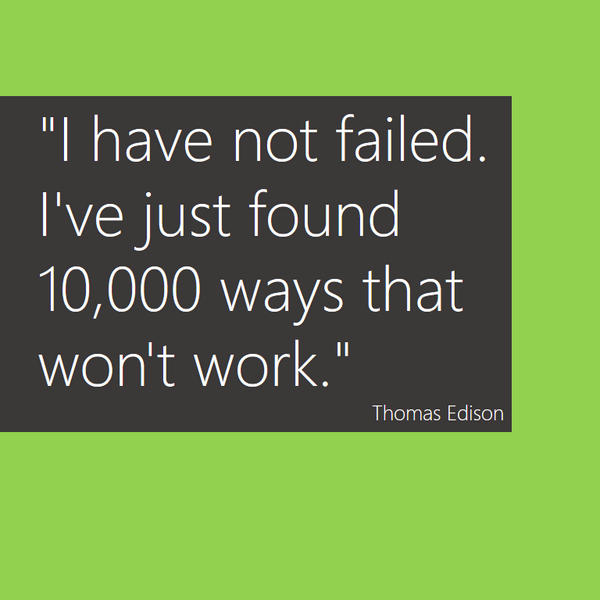 "I have not failed.
I've just found
10,000 ways that
won't work."
Thomas Edison